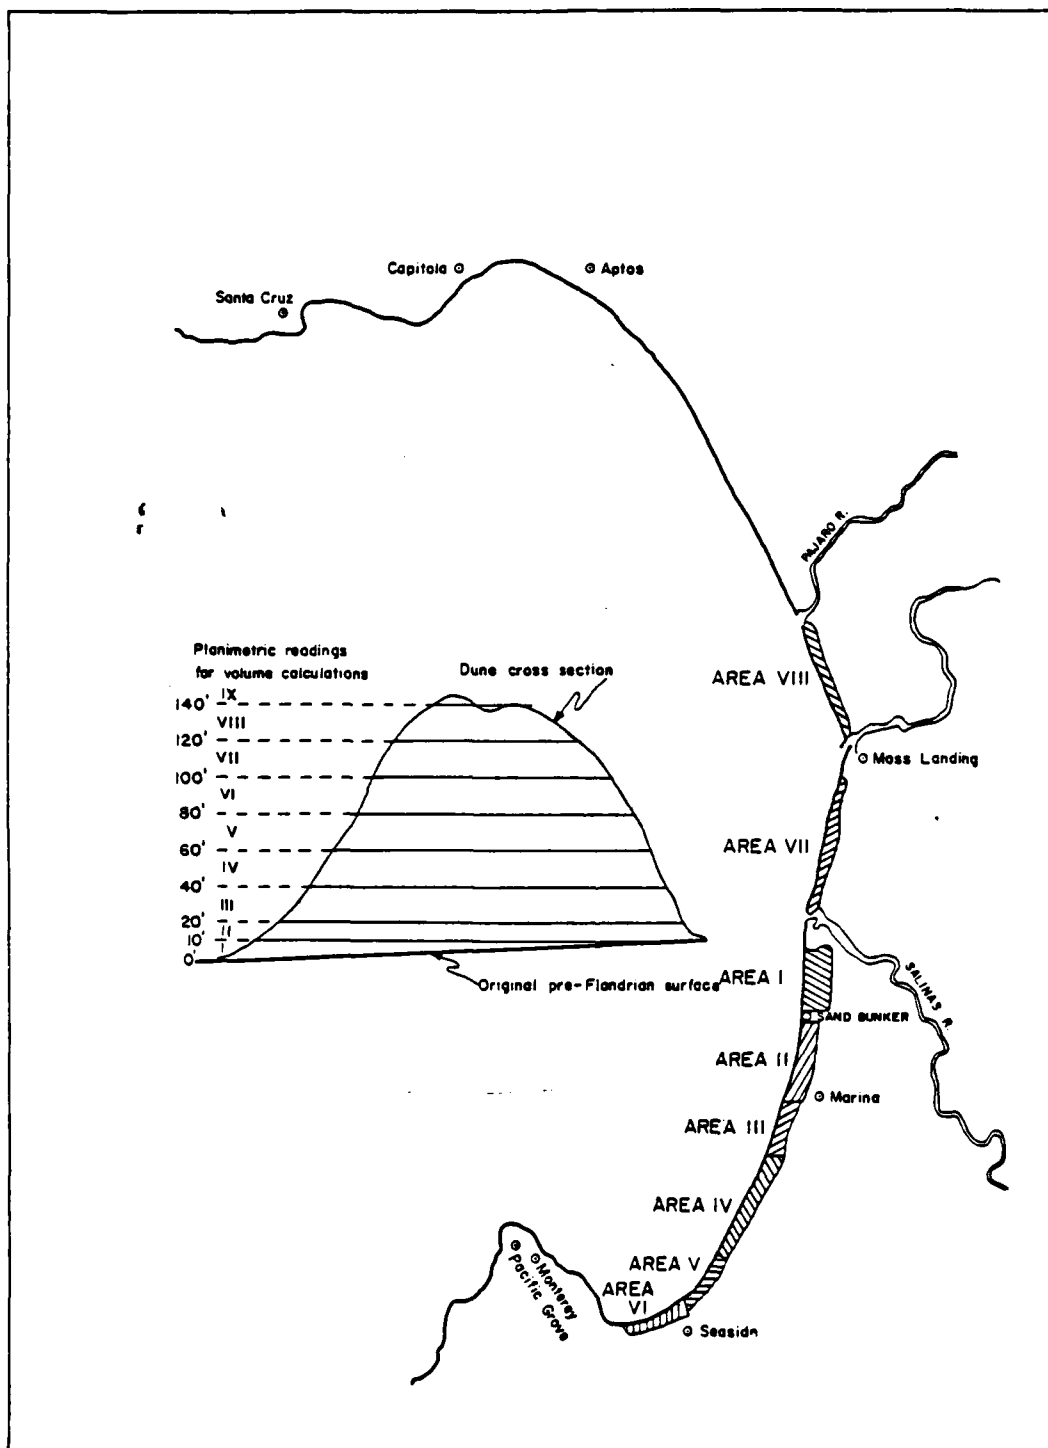 Capitola
Aptos
Santa Cruz
PAJARO R.
Planimetric readings
for volume calculations
Dune cross section
AREA VIII
IX
140'
VIII
120'
VII
100'
VI
80'
V
60'
IV
40'
III
20'
II
10'
I
0'
Moss Landing
AREA VII
Original pre-Flandrian surface
AREA I
SALINAS R.
SAND BUNKER
AREA II
Marina
AREA III
AREA IV
AREA V
AREA
VI
Monterey
Pacific Grove
Seaside